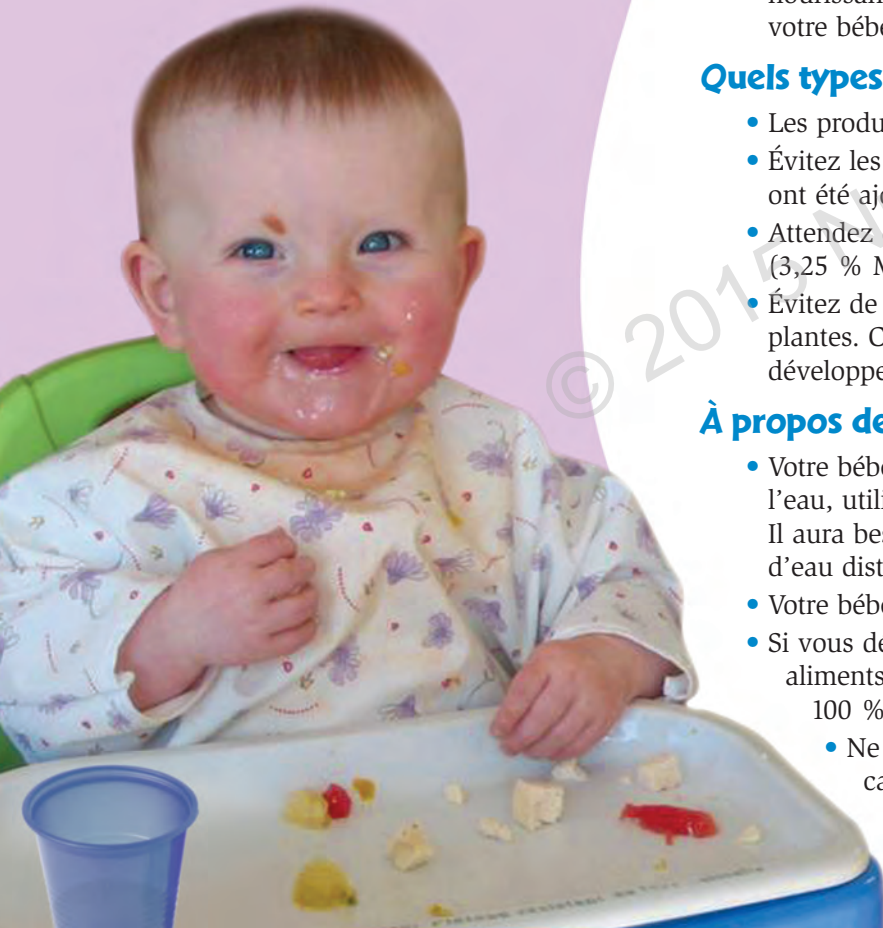 votre bébé
Quels types
• Les produ
• Évitez les
ont été ajo
• Attendez
(3,25 % M
• Évitez de
plantes. C
développe
À propos de
• Votre bébé
l'eau, utili
Il aura bes
d'eau dist
• Votre bébé
• Si vous de
aliments
100 %
• Ne
ca
© 2015 N